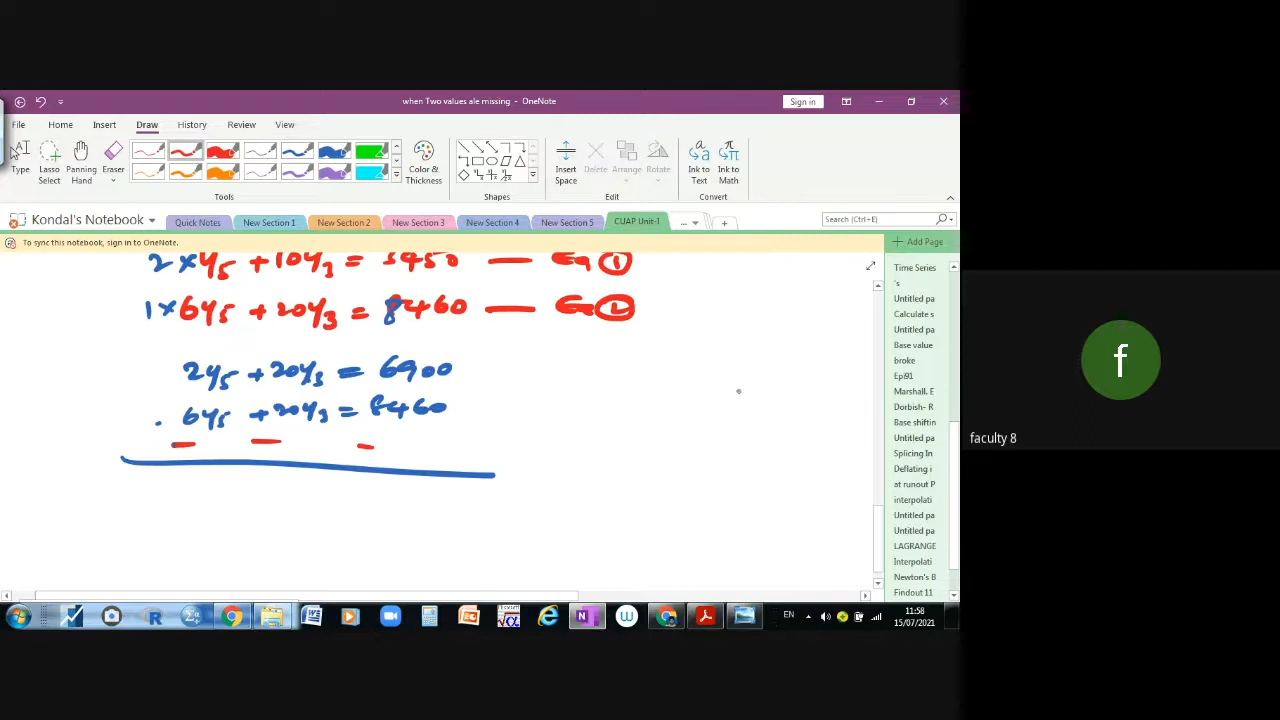 when Two values ale missing - OneNote
Sign in
File Home Insert Draw History Review View
Type Lasso Select Panning Hand Eraser Color & Thickness Insert Space Delete Arrange Rotate Ink to Text Ink to Math
Tools Shapes Edit Convert
Kondal's Notebook Quick Notes New Section 1 New Section 2 New Section 3 New Section 4 New Section 5 CUAP Unit-1 ... + Search (Ctrl+E)
To sync this notebook, sign in to OneNote.
Add Page
2 × y5 + 10y3 = 3450 — Eq 1
1 × 6y5 + 20y3 = 8460 — Eq 2
2y5 + 20y3 = 6900
6y5 + 20y3 = 8460
— — —
Time Series
's
Untitled pa
Calculate s
Untitled pa
Base value
broke
Epi91
Marshall. E
Dorbish- R
Base shiftin
Untitled pa
Splicing In
Deflating i
at runout P
interpolati
Untitled pa
Untitled pa
LAGRANGE
Interpolati
Newton's B
Findout 11
f
faculty 8
EN
11:58
15/07/2021